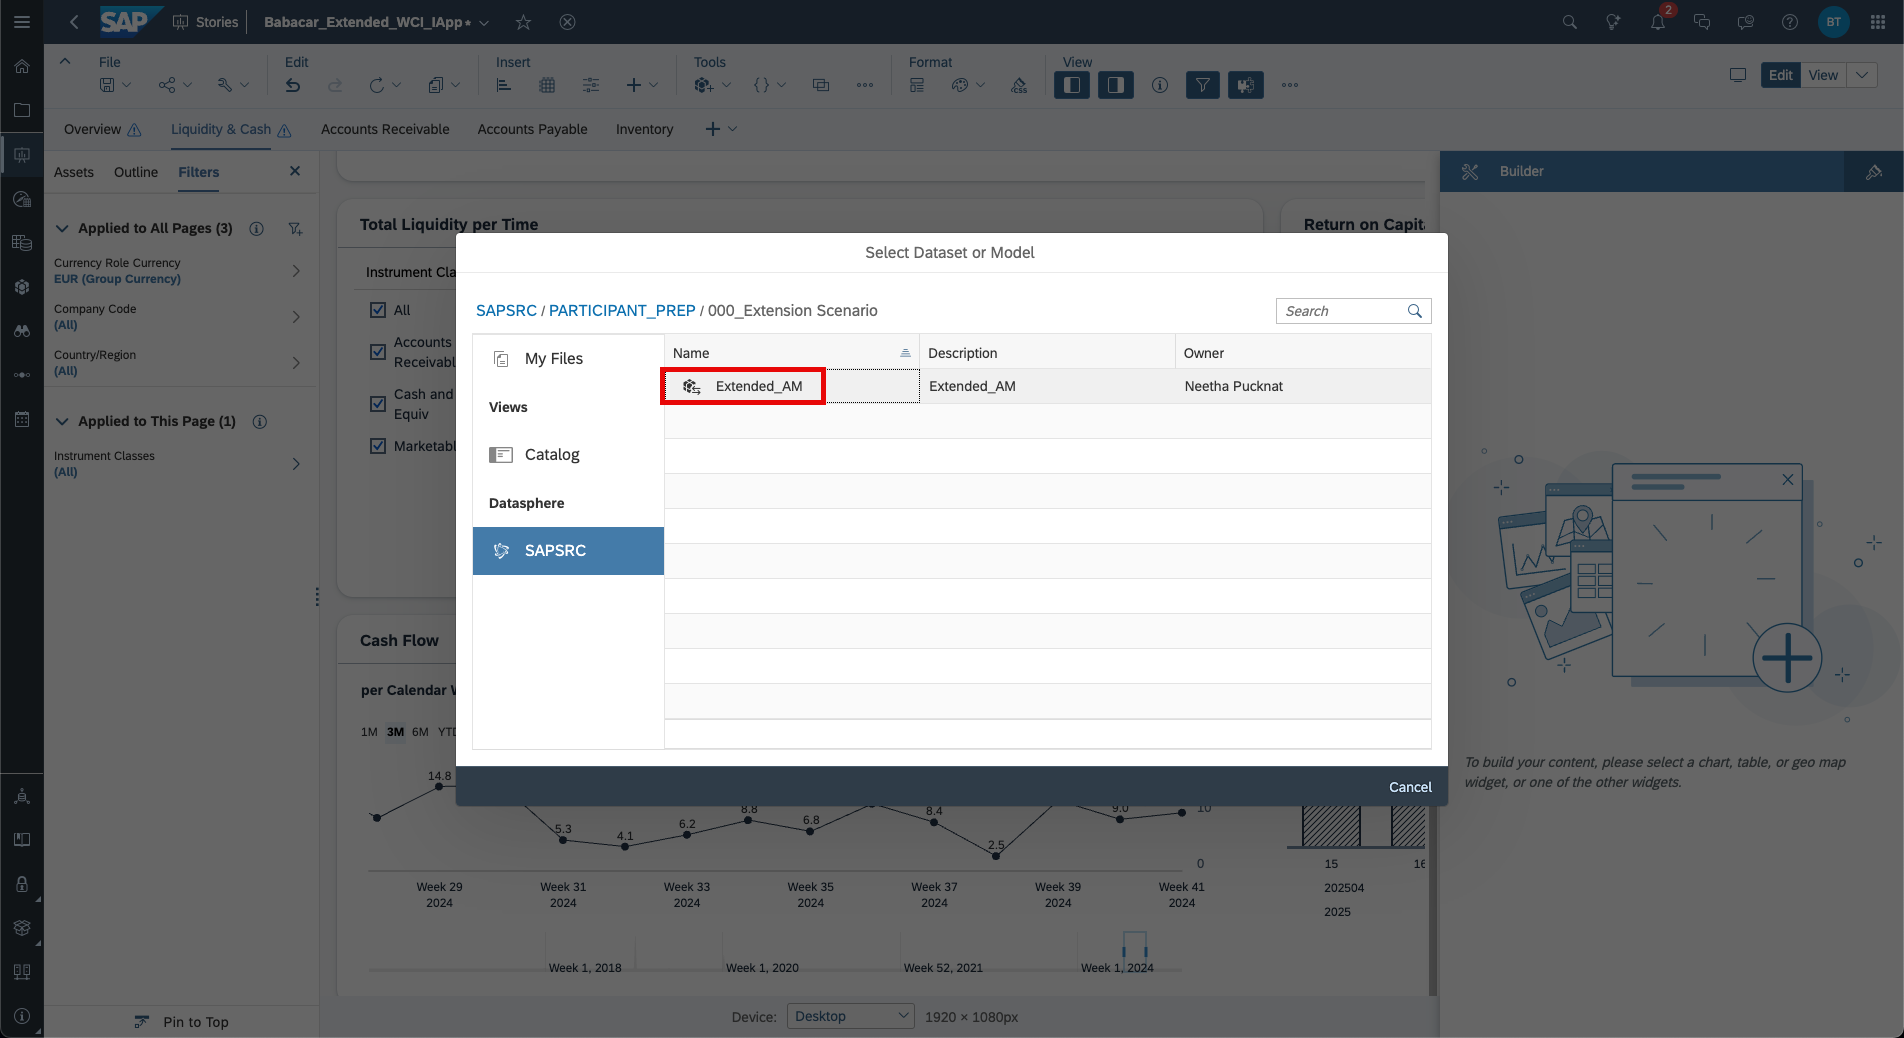 SAP Stories Babacar_Extended_WCI_IApp* 2 BT
File Edit Insert Tools Format View
CSS
Edit View
Overview Liquidity & Cash Accounts Receivable Accounts Payable Inventory
Assets Outline Filters
Builder
Applied to All Pages (3)
Currency Role Currency
EUR (Group Currency)
Company Code
(All)
Country/Region
(All)
Applied to This Page (1)
Instrument Classes
(All)
Pin to Top
Total Liquidity per Time
Return on Capita
Instrument Cla
All
Accounts
Receivabl
Cash and
Equiv
Marketabl
Select Dataset or Model
SAPSRC / PARTICIPANT_PREP / 000_Extension Scenario
Search
My Files
Views
Catalog
Datasphere
SAPSRC
Name Description Owner
Extended_AM Extended_AM Neetha Pucknat
Cancel
Cash Flow
per Calendar W
1M 3M 6M YTD
14.8
5.3 4.1 6.2 8.8 6.8 8.4 2.5 9.0 10
0
Week 29 Week 31 Week 33 Week 35 Week 37 Week 39 Week 41
2024 2024 2024 2024 2024 2024 2024
Week 1, 2018 Week 1, 2020 Week 52, 2021 Week 1, 2024
15 16
202504
2025
To build your content, please select a chart, table, or geo map
widget, or one of the other widgets.
Device: Desktop 1920 × 1080px